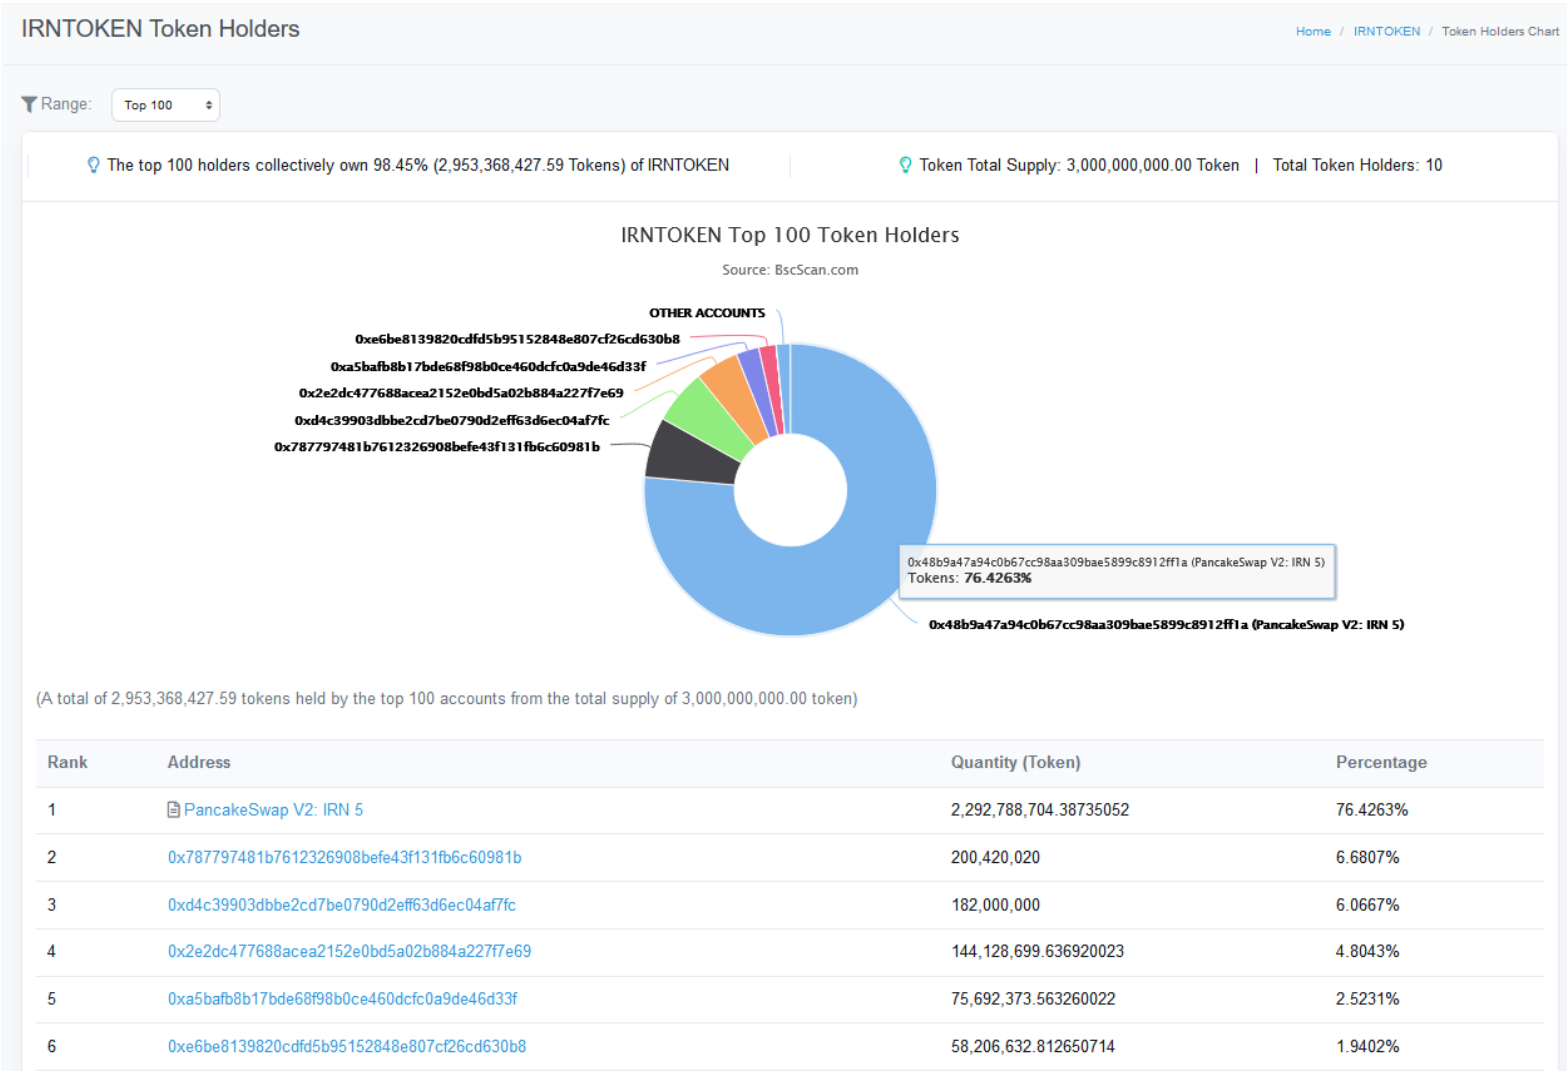 IRNTOKEN Token Holders
Home / IRNTOKEN / Token Holders Chart
Range: Top 100
The top 100 holders collectively own 98.45% (2,953,368,427.59 Tokens) of IRNTOKEN
Token Total Supply: 3,000,000,000.00 Token | Total Token Holders: 10
IRNTOKEN Top 100 Token Holders
Source: BscScan.com
OTHER ACCOUNTS
0xe6be8139820cdfd5b95152848e807cf26cd630b8
0xa5bafb8b17bde68f98b0ce460dcfc0a9de46d33f
0x2e2dc477688acea2152e0bd5a02b884a227f7e69
0xd4c39903dbbe2cd7be0790d2eff63d6ec04af7fc
0x787797481b7612326908befe43f131fb6c60981b
0x48b9a47a94c0b67cc98aa309bae5899c8912ff1a (PancakeSwap V2: IRN 5)
Tokens: 76.4263%
0x48b9a47a94c0b67cc98aa309bae5899c8912ff1a (PancakeSwap V2: IRN 5)
(A total of 2,953,368,427.59 tokens held by the top 100 accounts from the total supply of 3,000,000,000.00 token)
Rank Address Quantity (Token) Percentage
1 PancakeSwap V2: IRN 5 2,292,788,704.38735052 76.4263%
2 0x787797481b7612326908befe43f131fb6c60981b 200,420,020 6.6807%
3 0xd4c39903dbbe2cd7be0790d2eff63d6ec04af7fc 182,000,000 6.0667%
4 0x2e2dc477688acea2152e0bd5a02b884a227f7e69 144,128,699.636920023 4.8043%
5 0xa5bafb8b17bde68f98b0ce460dcfc0a9de46d33f 75,692,373.563260022 2.5231%
6 0xe6be8139820cdfd5b95152848e807cf26cd630b8 58,206,632.812650714 1.9402%